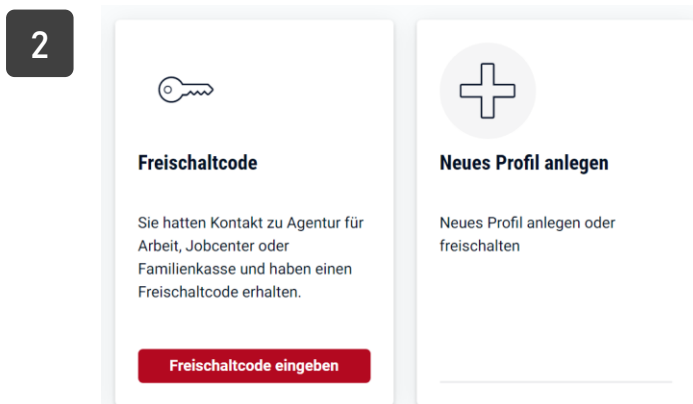 2
Freischaltcode
Sie hatten Kontakt zu Agentur für
Arbeit, Jobcenter oder
Familienkasse und haben einen
Freischaltcode erhalten.
Freischaltcode eingeben
Neues Profil anlegen
Neues Profil anlegen oder
freischalten